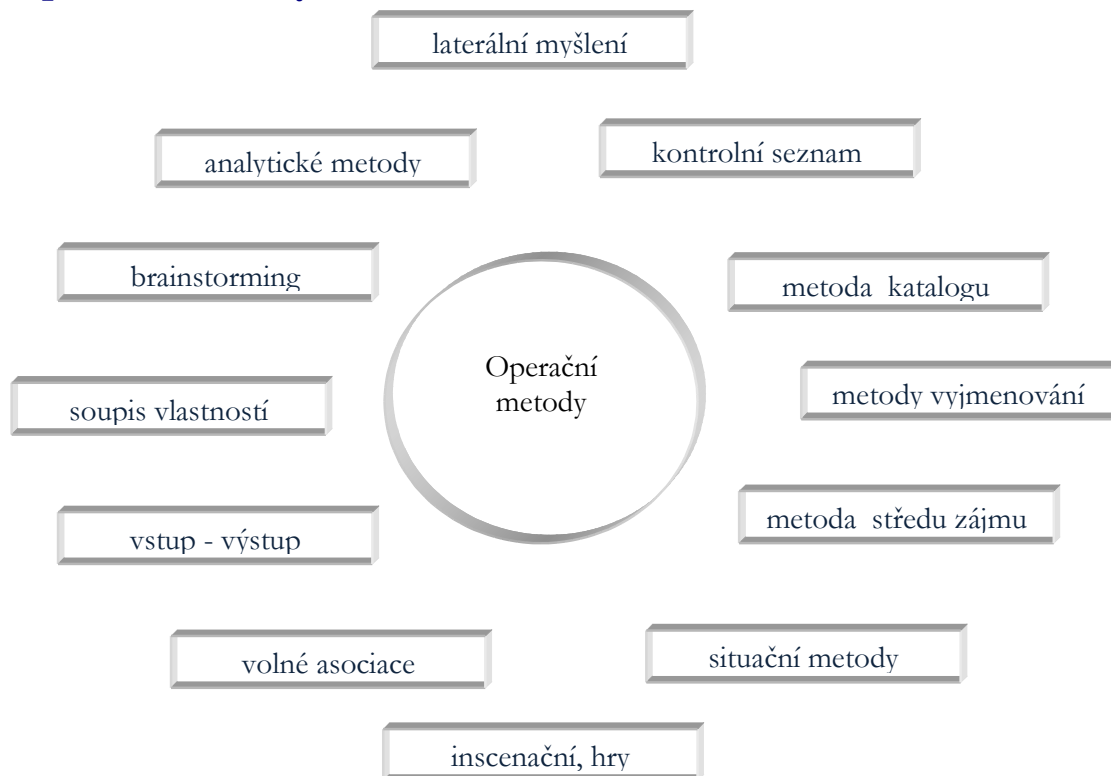 laterální myšlení
analytické metody
kontrolní seznam
brainstorming
metoda katalogu
Operační
metody
soupis vlastností
metody vyjmenování
vstup - výstup
metoda středu zájmu
volné asociace
situační metody
inscenační, hry